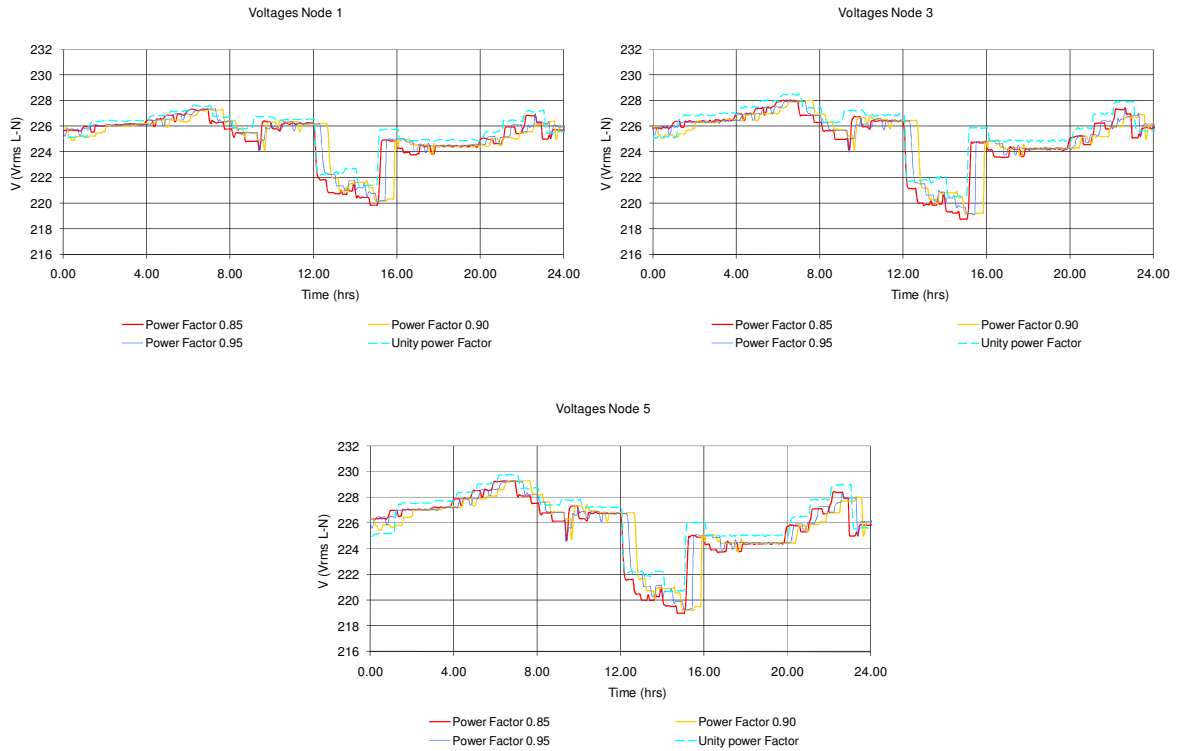 Voltages Node 1
232
230
228
226
224
222
220
218
216
V (Vrms L-N)
0.00 4.00 8.00 12.00 16.00 20.00 24.00
Time (hrs)
Power Factor 0.85 Power Factor 0.90
Power Factor 0.95 Unity power Factor
Voltages Node 3
232
230
228
226
224
222
220
218
216
V (Vrms L-N)
0.00 4.00 8.00 12.00 16.00 20.00 24.00
Time (hrs)
Power Factor 0.85 Power Factor 0.90
Power Factor 0.95 Unity power Factor
Voltages Node 5
232
230
228
226
224
222
220
218
216
V (Vrms L-N)
0.00 4.00 8.00 12.00 16.00 20.00 24.00
Time (hrs)
Power Factor 0.85 Power Factor 0.90
Power Factor 0.95 Unity power Factor